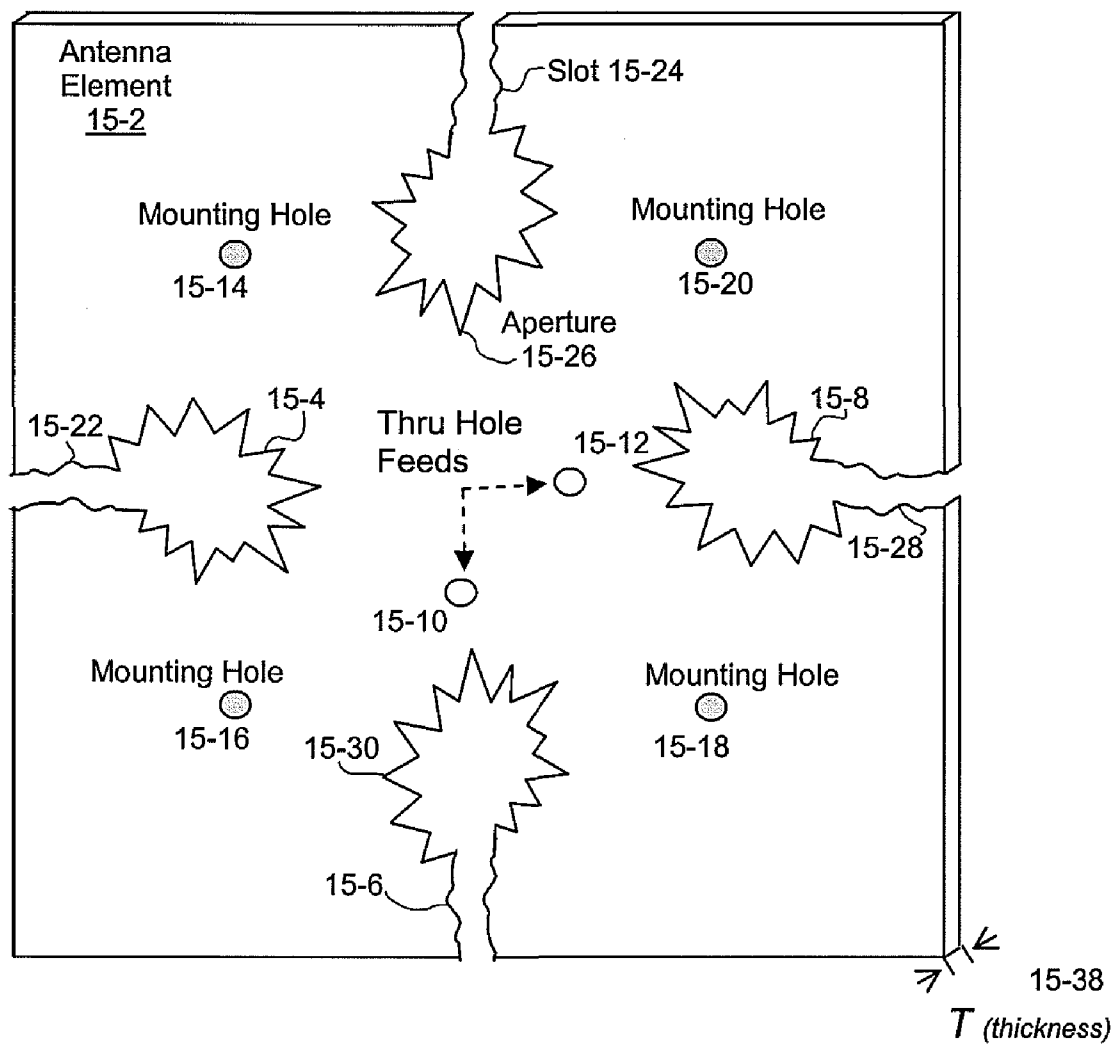 Antenna
Element
15-2
Slot 15-24
Mounting Hole
15-14
Mounting Hole
15-20
Aperture
15-26
15-22
15-4
Thru Hole
Feeds
15-12
15-8
15-28
15-10
Mounting Hole
15-16
15-30
Mounting Hole
15-18
15-6
15-38
T (thickness)